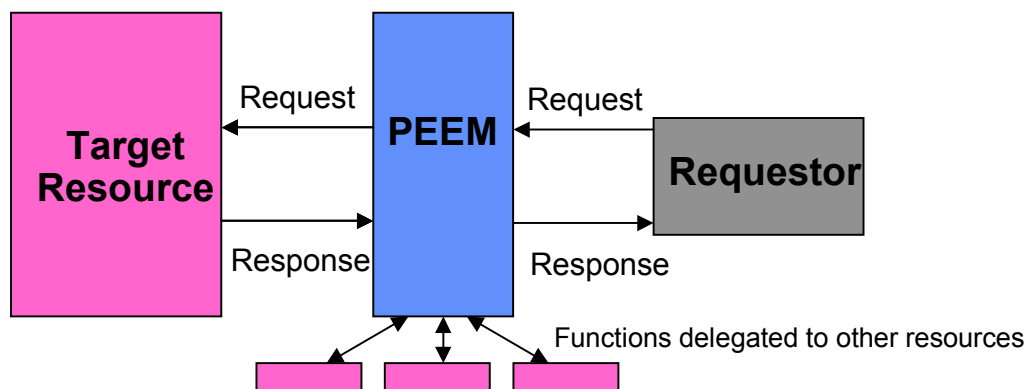 Request
Request
Target
Resource
PEEM
Requestor
Response
Response
Functions delegated to other resources